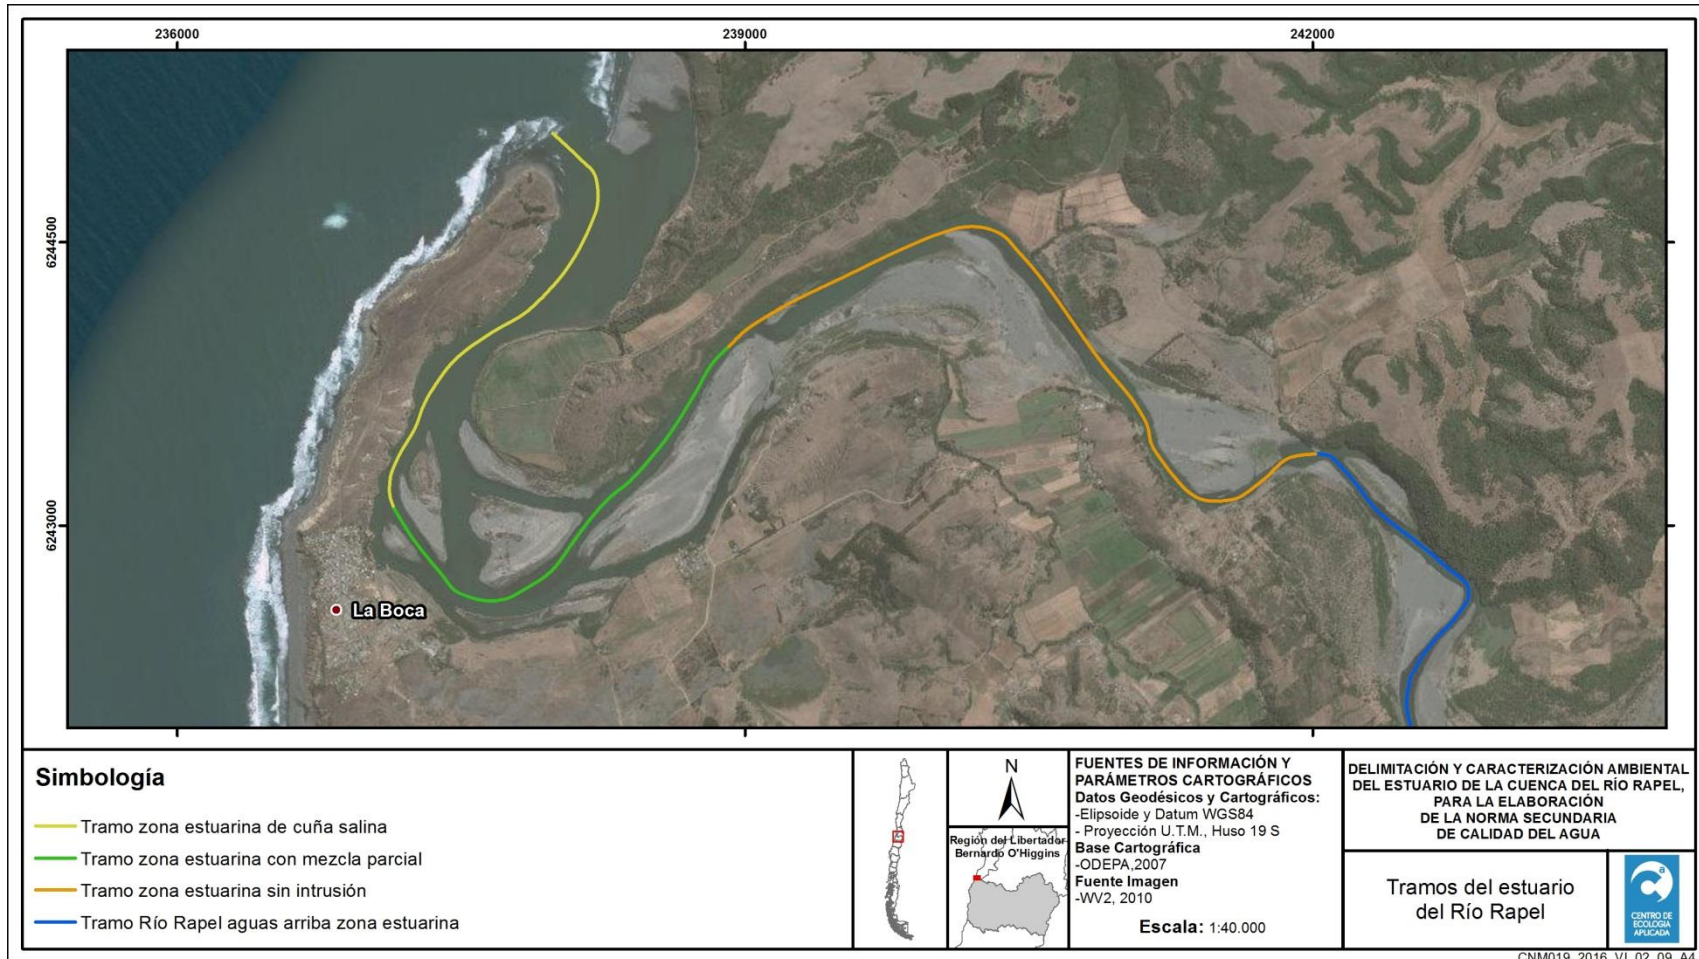 236000
239000
242000
6244500
6243000
La Boca
Simbología
Tramo zona estuarina de cuña salina
Tramo zona estuarina con mezcla parcial
Tramo zona estuarina sin intrusión
Tramo Río Rapel aguas arriba zona estuarina
N
Región del Libertador
Bernardo O'Higgins
FUENTES DE INFORMACIÓN Y
PARÁMETROS CARTOGRÁFICOS
Datos Geodésicos y Cartográficos:
-Elipsoide y Datum WGS84
- Proyección U.T.M., Huso 19 S
Base Cartográfica
-ODEPA,2007
Fuente Imagen
-WV2, 2010
Escala: 1:40.000
DELIMITACIÓN Y CARACTERIZACIÓN AMBIENTAL
DEL ESTUARIO DE LA CUENCA DEL RÍO RAPEL,
PARA LA ELABORACIÓN
DE LA NORMA SECUNDARIA
DE CALIDAD DEL AGUA
Tramos del estuario
del Río Rapel
a
CENTRO DE
ECOLOGÍA
APLICADA
CNM019_2016_VI_02_09_A4